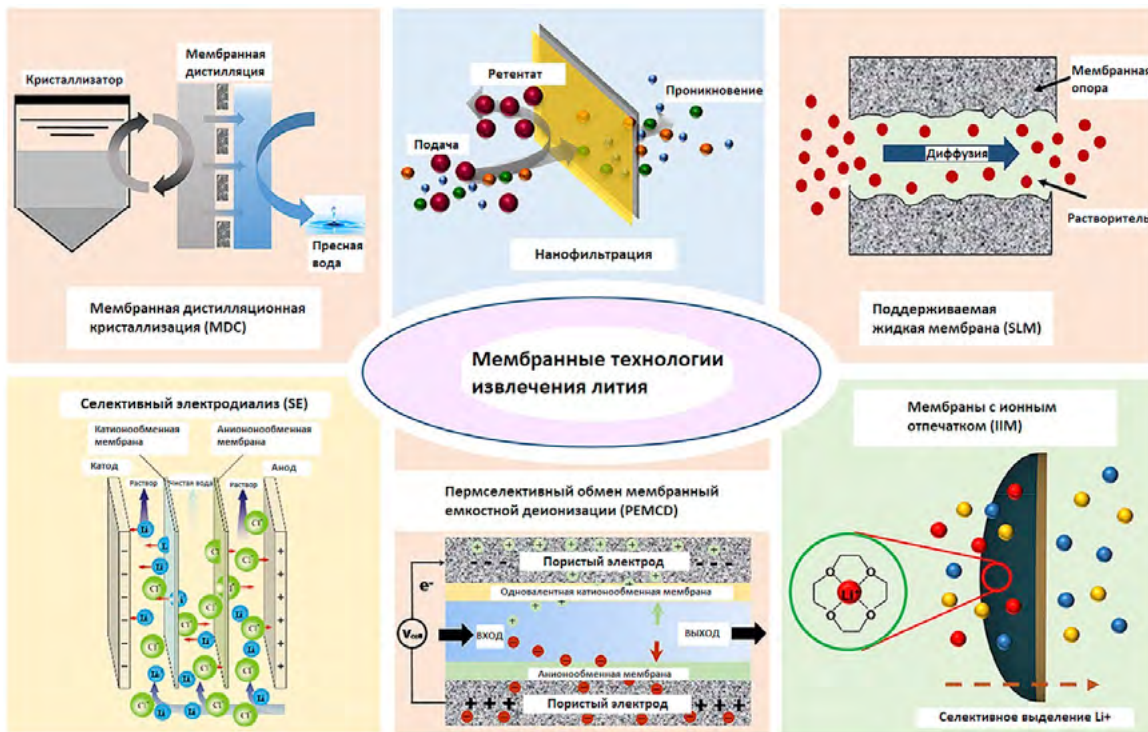 Кристаллизатор
Мембранная
дистилляция
Пресная
вода
Мембранная дистилляционная
кристаллизация (MDC)
Ретентат
Проникновение
Подача
Нанофильтрация
Мембранная
опора
Диффузия
Растворитель
Поддерживаемая
жидкая мембрана (SLM)
Мембранные технологии
извлечения лития
Селективный электродиализ (SE)
Катионообменная
мембрана
Анионообменная
мембрана
Катод
Раствор
Чистая вода
Раствор
Анод
Пермселективный обмен мембранный
емкостной деионизации (PEMCD)
Пористый электрод
e⁻
Одновалентная катионообменная мембрана
ВХОД
ВЫХОД
Анионообменная мембрана
Пористый электрод
Мембраны с ионным
отпечатком (IIM)
O
O
Li⁺
O
O
Селективное выделение Li+